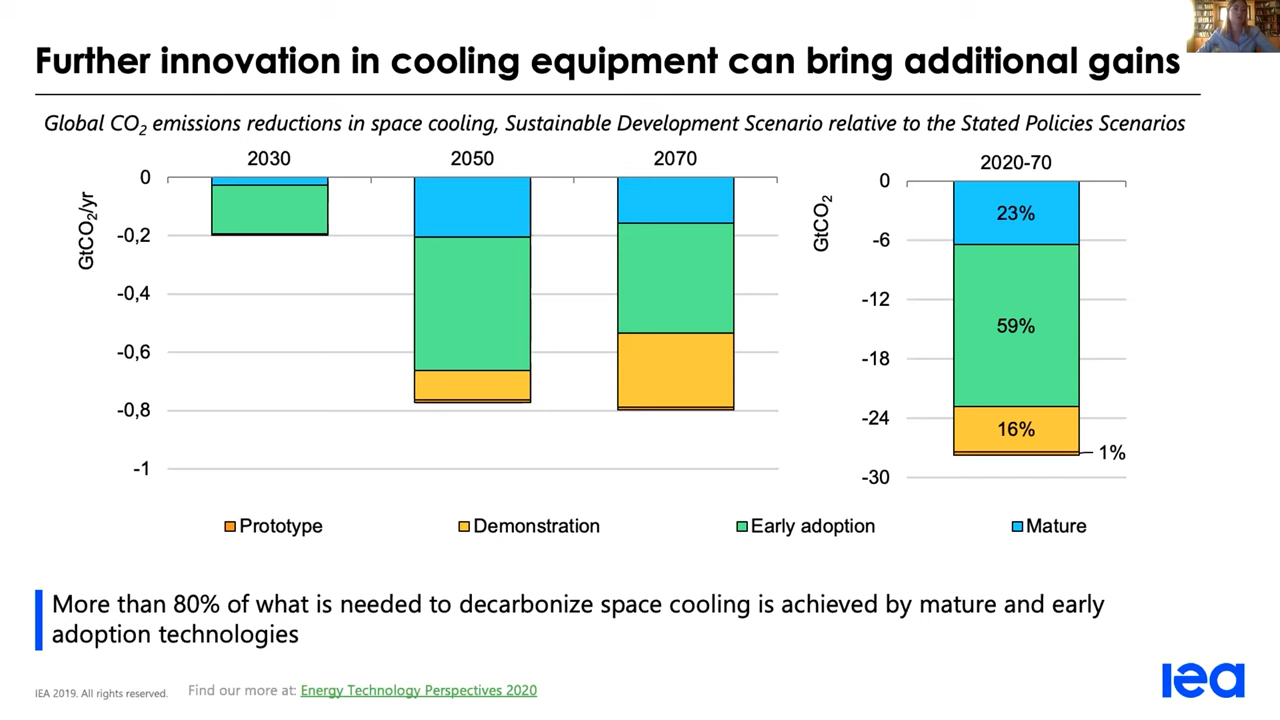 Further innovation in cooling equipment can bring additional gains
Global CO₂ emissions reductions in space cooling, Sustainable Development Scenario relative to the Stated Policies Scenarios
2030
2050
2070
GtCO₂/yr
0
-0,2
-0,4
-0,6
-0,8
-1
2020-70
GtCO₂
0
-6
-12
-18
-24
-30
23%
59%
16%
1%
Prototype
Demonstration
Early adoption
Mature
More than 80% of what is needed to decarbonize space cooling is achieved by mature and early
adoption technologies
IEA 2019. All rights reserved.
Find our more at: Energy Technology Perspectives 2020
iea